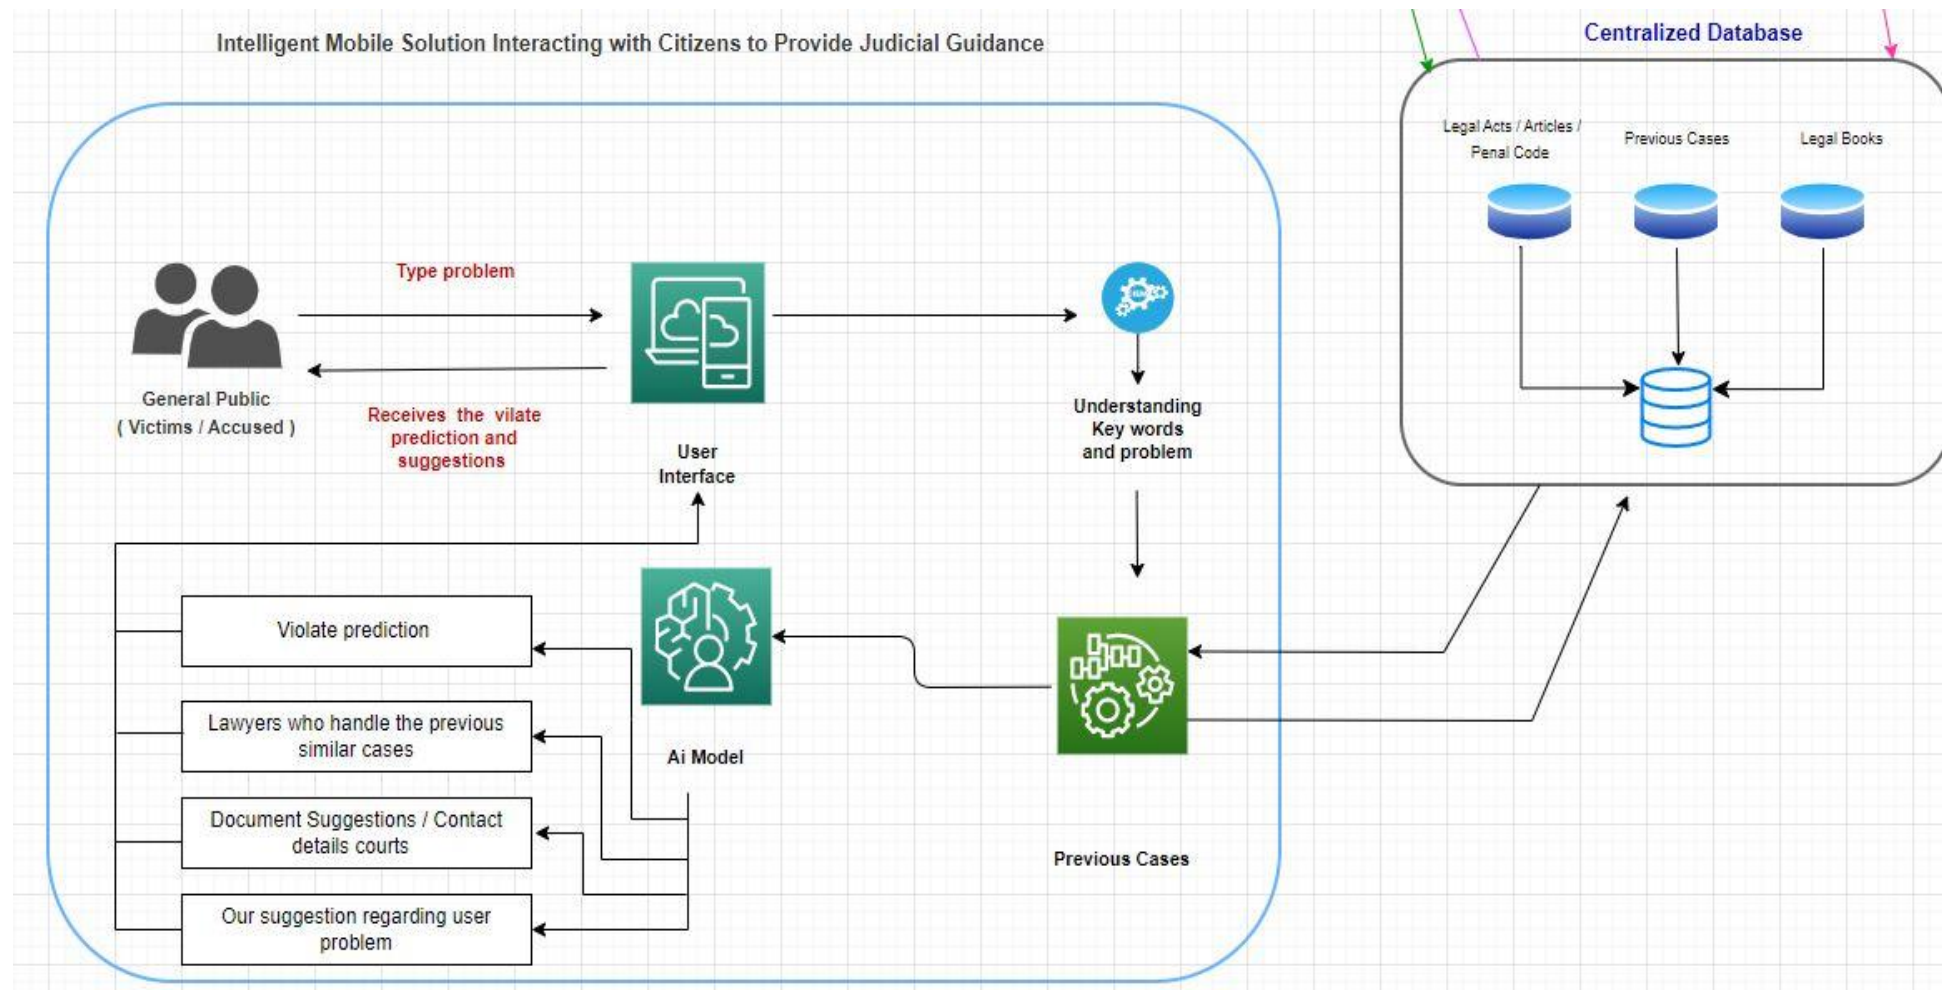 Intelligent Mobile Solution Interacting with Citizens to Provide Judicial Guidance
Centralized Database
Legal Acts / Articles /
Penal Code
Previous Cases
Legal Books
Type problem
General Public
( Victims / Accused )
Receives the vilate
prediction and
suggestions
User
Interface
Understanding
Key words
and problem
Violate prediction
Lawyers who handle the previous
similar cases
Document Suggestions / Contact
details courts
Our suggestion regarding user
problem
Ai Model
Previous Cases